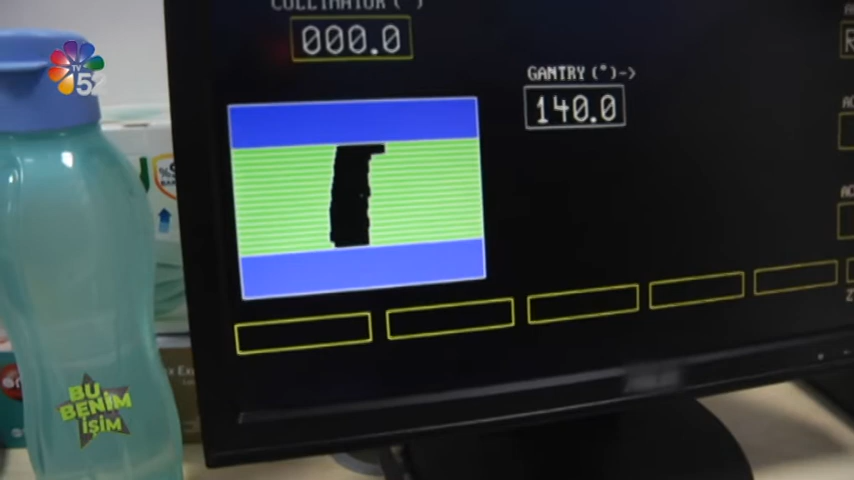 COLLIMATOR (°)
000.0
GANTRY (°)->
140.0
TV
52
BU
BENİM
İŞİM